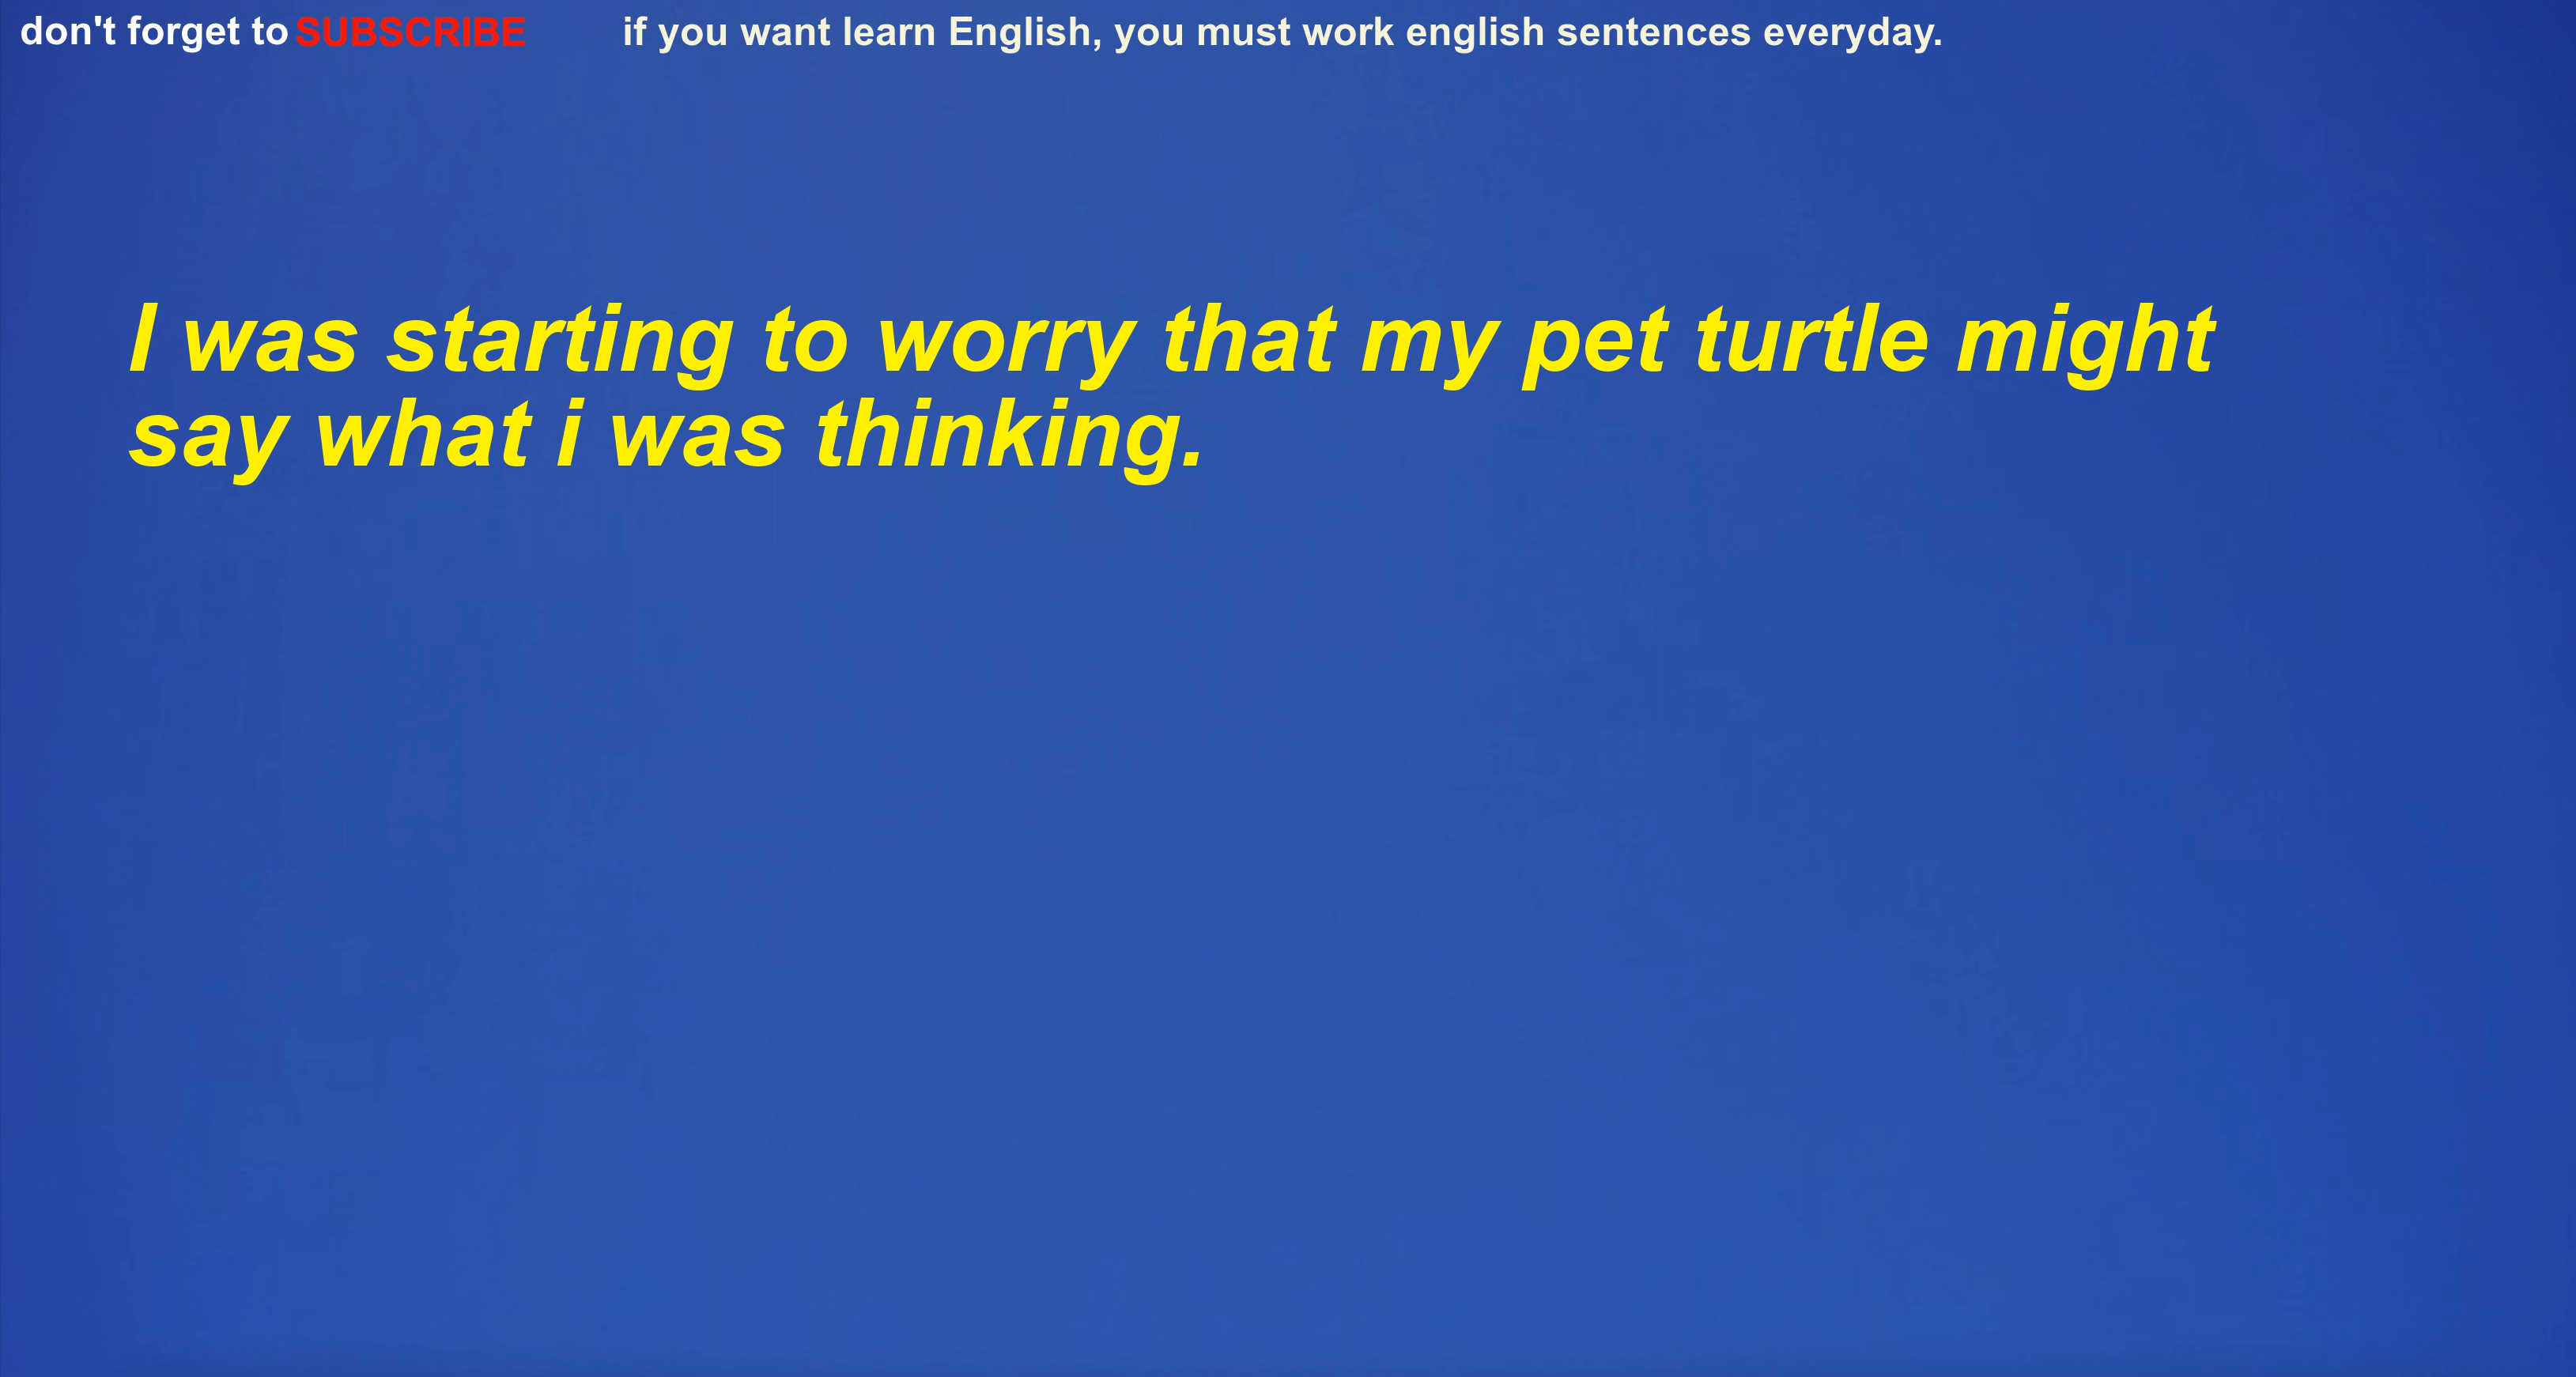 don't forget to SUBSCRIBE if you want learn English, you must work english sentences everyday.
I was starting to worry that my pet turtle might
say what i was thinking.